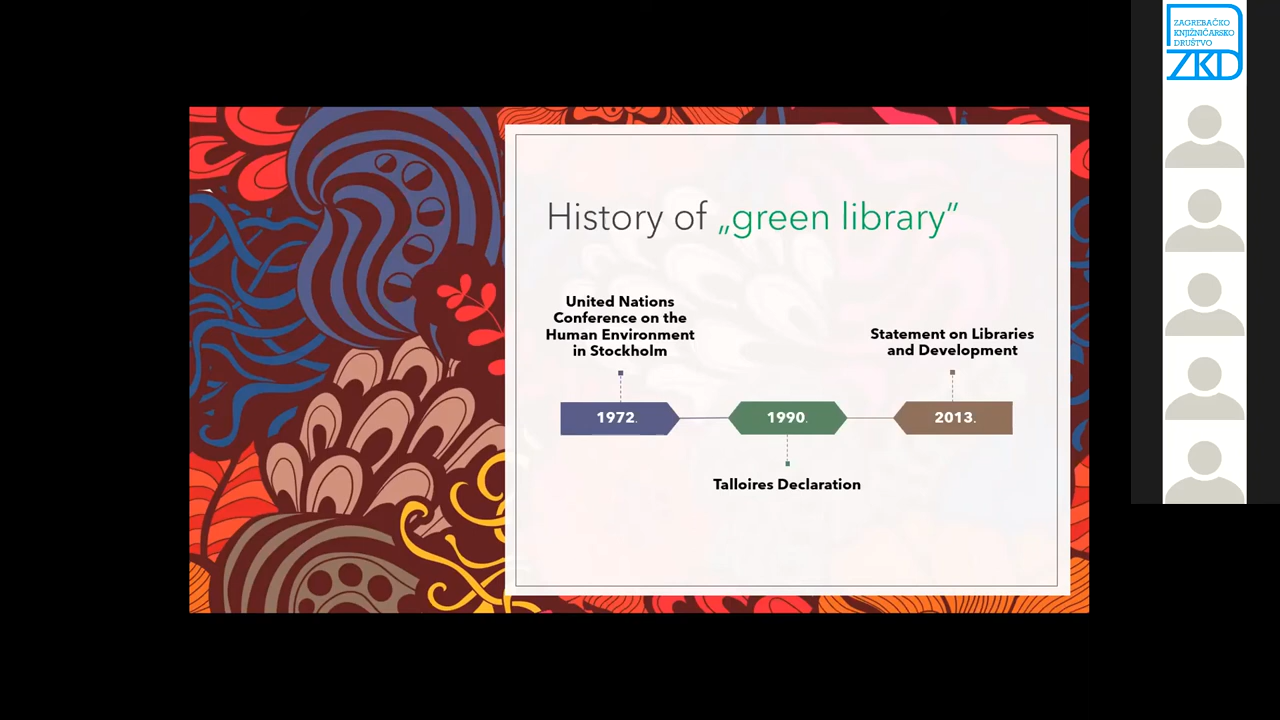 History of „green library”
United Nations
Conference on the
Human Environment
in Stockholm
Statement on Libraries
and Development
1972.
1990.
2013.
Talloires Declaration
ZAGREBAČKO
KNJIŽNIČARSKO
DRUŠTVO
ZKD